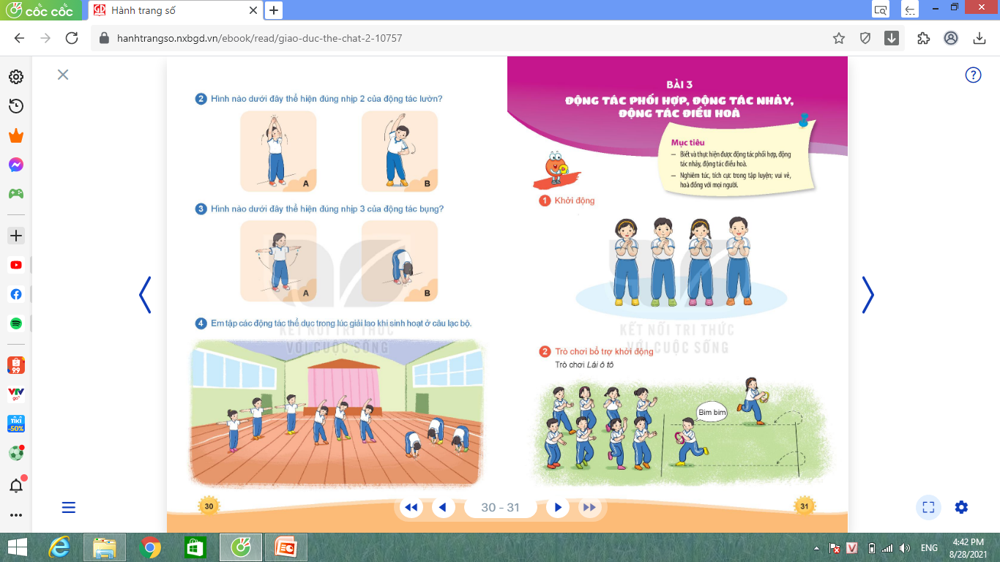 cốc cốc
Hành trang số
hanhtrangso.nxbgd.vn/ebook/read/giao-duc-the-chat-2-10757
2 Hình nào dưới đây thể hiện đúng nhịp 2 của động tác lườn?
A
B
3 Hình nào dưới đây thể hiện đúng nhịp 3 của động tác bụng?
A
B
4 Em tập các động tác thể dục trong lúc giải lao khi sinh hoạt ở câu lạc bộ.
KẾT NỐI TRI THỨC
VỚI CUỘC SỐNG
30
BÀI 3
ĐỘNG TÁC PHỐI HỢP, ĐỘNG TÁC NHẢY,
ĐỘNG TÁC ĐIỀU HOÀ
Mục tiêu
– Biết và thực hiện được động tác phối hợp, động
tác nhảy, động tác điều hoà.
– Nghiêm túc, tích cực trong tập luyện; vui vẻ,
hoà đồng với mọi người.
1 Khởi động
KẾT NỐI TRI THỨC
VỚI CUỘC SỐNG
2 Trò chơi bổ trợ khởi động
Trò chơi Lái ô tô
Bim bim
31
30 - 31
99
VTV
go
TIKI
-50%
ENG
4:42 PM
8/28/2021